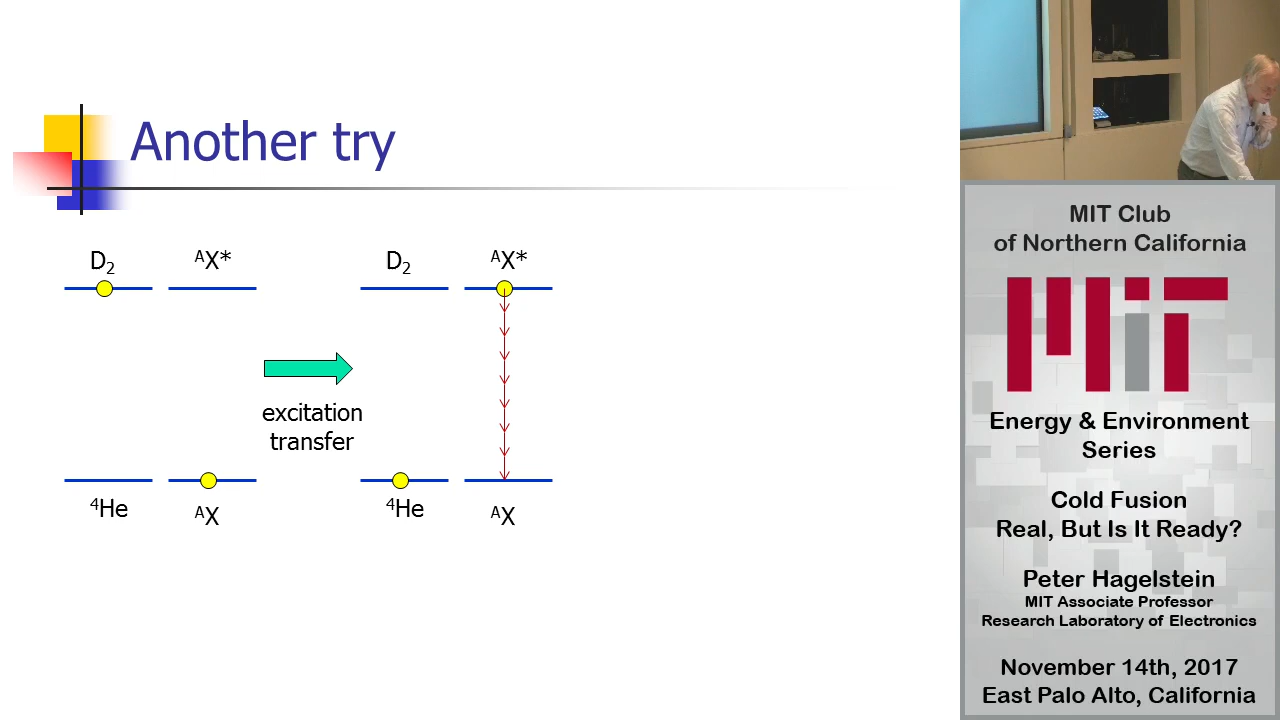 Another try
D₂ ᴬX* D₂ ᴬX*
excitation
transfer
⁴He ᴬX ⁴He ᴬX
MIT Club
of Northern California
MIT
Energy & Environment
Series
Cold Fusion
Real, But Is It Ready?
Peter Hagelstein
MIT Associate Professor
Research Laboratory of Electronics
November 14th, 2017
East Palo Alto, California